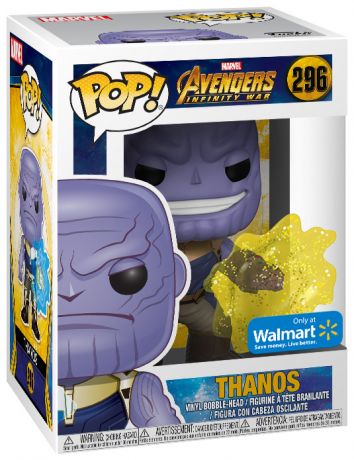 MARVEL
POP!
MARVEL
AVENGERS
INFINITY WAR
296
Only at
Walmart
Save money. Live better.
THANOS
VINYL BOBBLE-HEAD / FIGURINE À TÊTE BRANLANTE
/ FIGURA CON CABEZA OSCILANTE
WARNING: